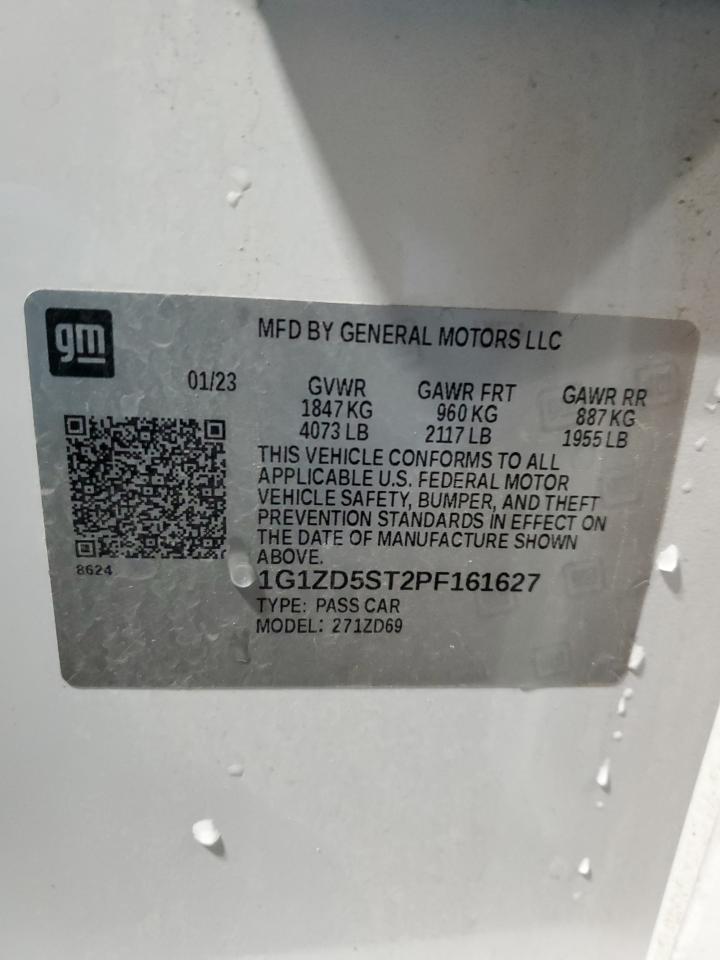 gm
MFD BY GENERAL MOTORS LLC
01/23
GVWR GAWR FRT GAWR RR
1847 KG 960 KG 887 KG
4073 LB 2117 LB 1955 LB
THIS VEHICLE CONFORMS TO ALL
APPLICABLE U.S. FEDERAL MOTOR
VEHICLE SAFETY, BUMPER, AND THEFT
PREVENTION STANDARDS IN EFFECT ON
THE DATE OF MANUFACTURE SHOWN
ABOVE.
8624
1G1ZD5ST2PF161627
TYPE: PASS CAR
MODEL: 271ZD69